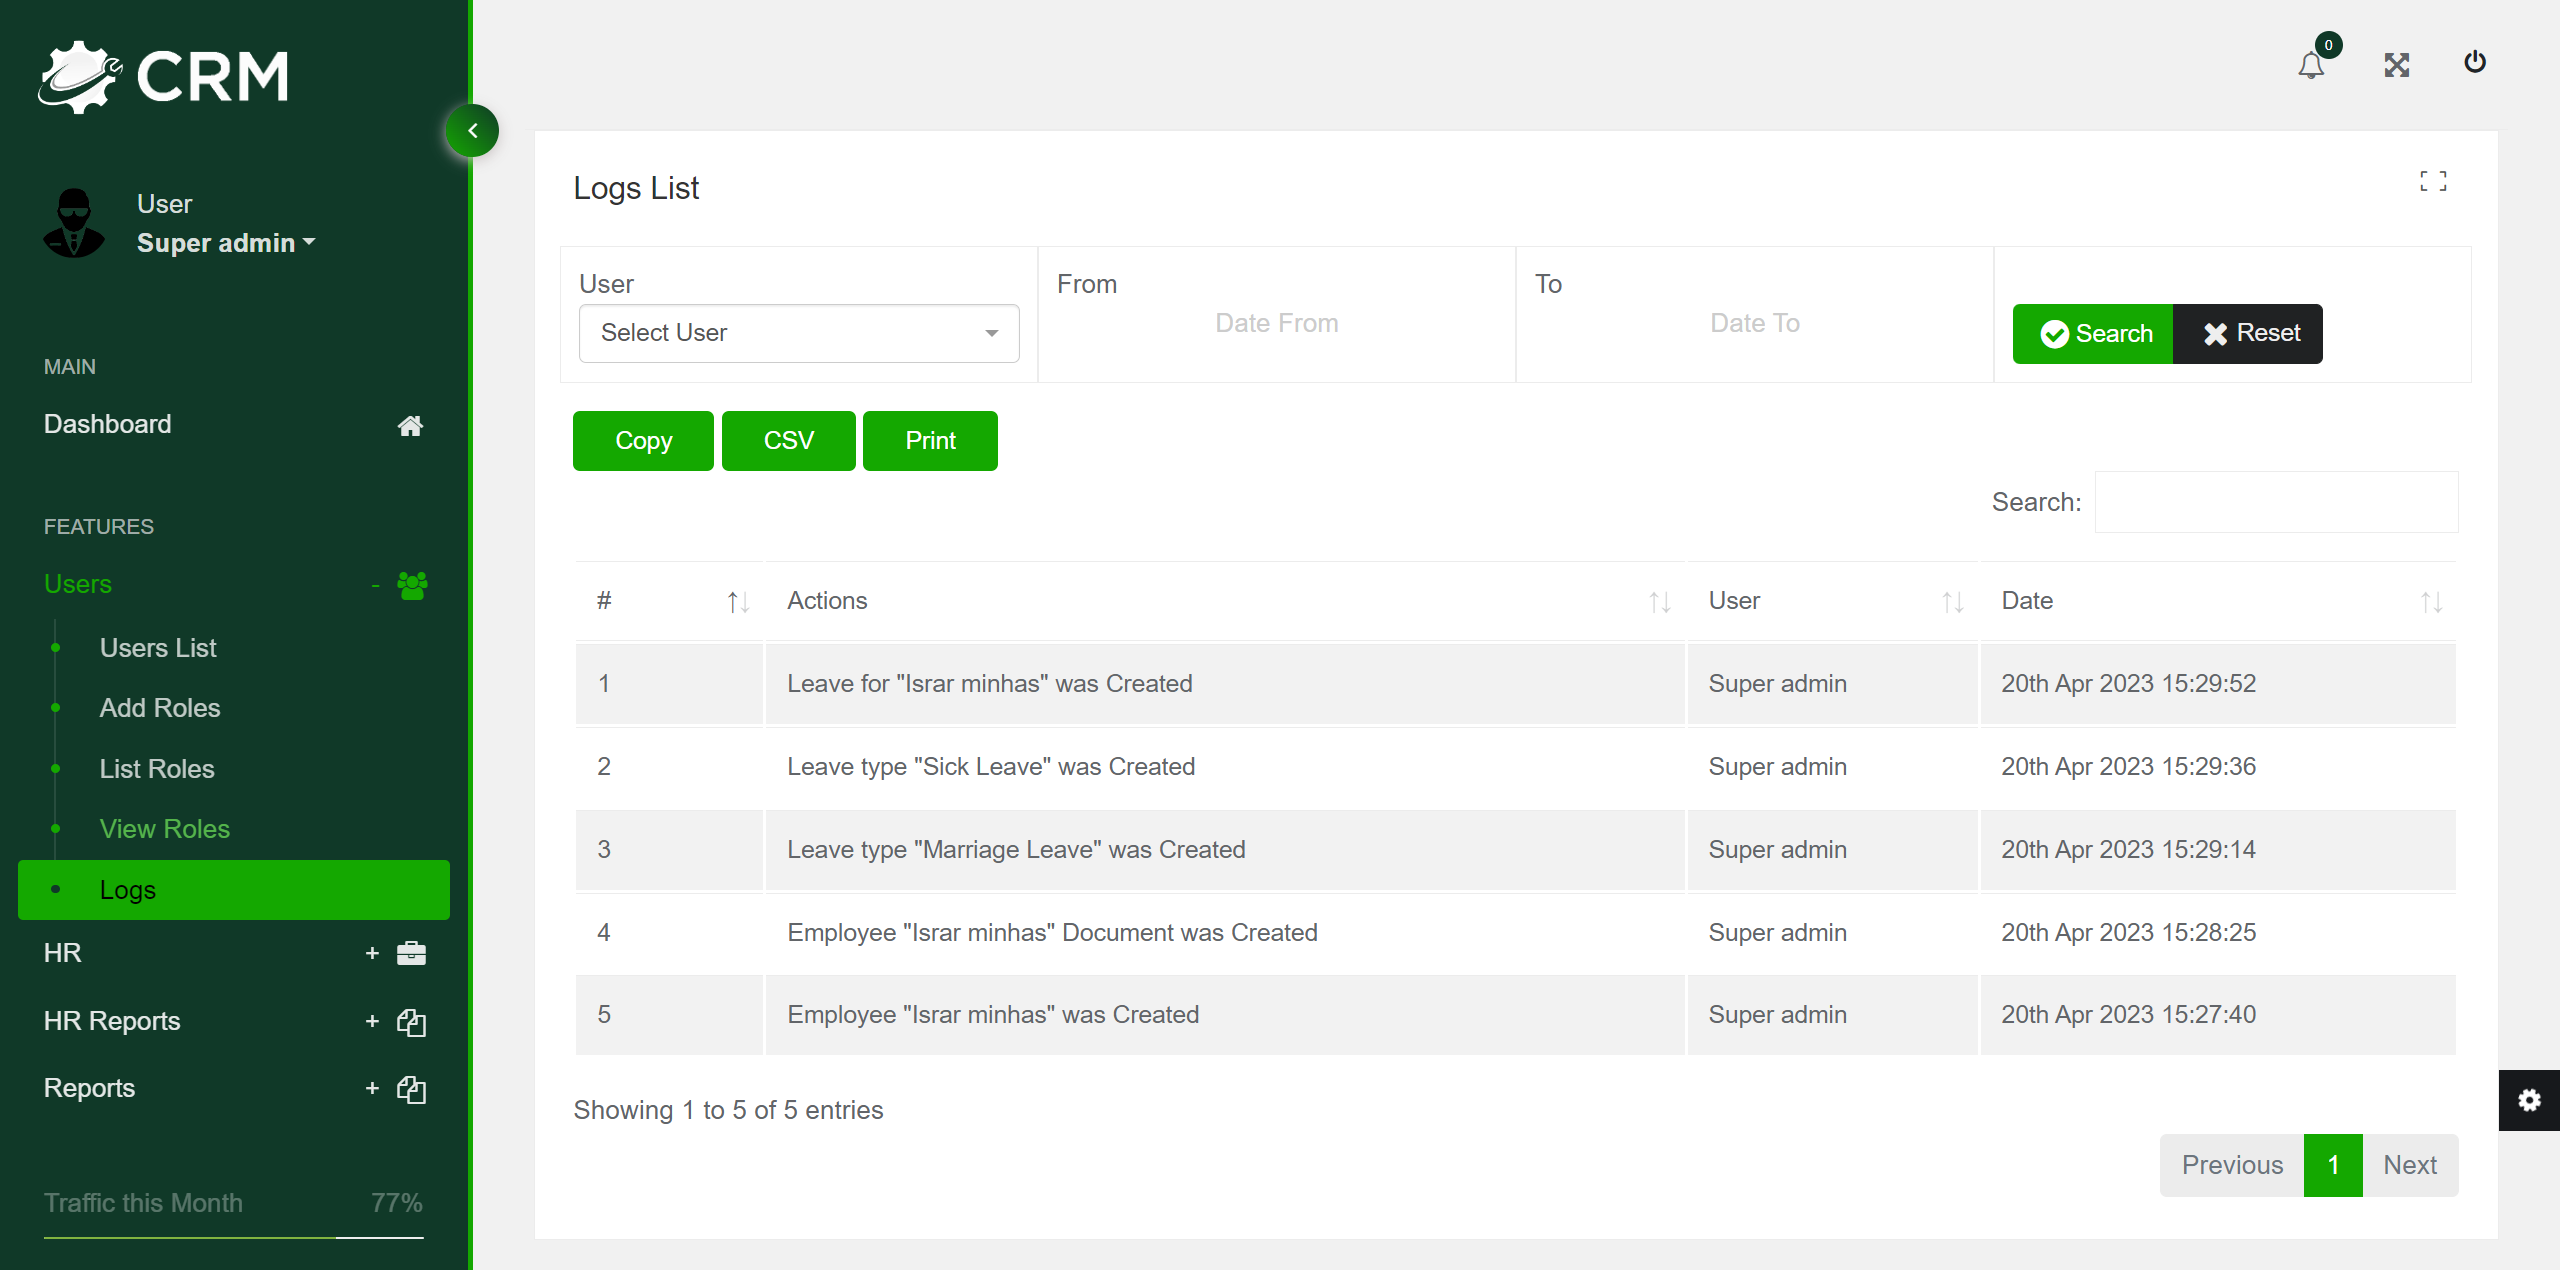 CRM
0
User
Super admin
MAIN
Dashboard
FEATURES
Users -
Users List
Add Roles
List Roles
View Roles
Logs
HR +
HR Reports +
Reports +
Traffic this Month 77%
Logs List
User From To
Select User Date From Date To Search Reset
Copy CSV Print
Search:
# Actions User Date
1 Leave for "Israr minhas" was Created Super admin 20th Apr 2023 15:29:52
2 Leave type "Sick Leave" was Created Super admin 20th Apr 2023 15:29:36
3 Leave type "Marriage Leave" was Created Super admin 20th Apr 2023 15:29:14
4 Employee "Israr minhas" Document was Created Super admin 20th Apr 2023 15:28:25
5 Employee "Israr minhas" was Created Super admin 20th Apr 2023 15:27:40
Showing 1 to 5 of 5 entries
Previous 1 Next